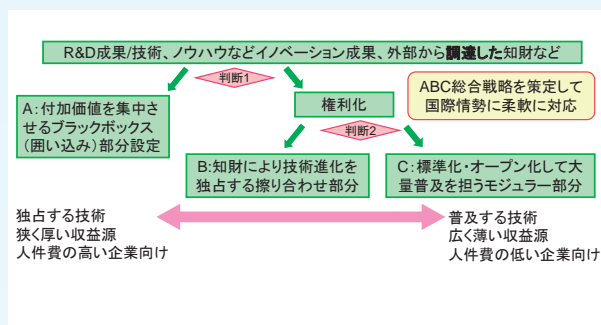 R&D成果/技術、ノウハウなどイノベーション成果、外部から調達した知財など
判断1
A：付加価値を集中さ
せるブラックボックス
（囲い込み）部分設定
権利化
ABC総合戦略を策定して
国際情勢に柔軟に対応
判断2
B：知財により技術進化を
独占する擦り合わせ部分
C：標準化・オープン化して大
量普及を担うモジュラー部分
独占する技術
狭く厚い収益源
人件費の高い企業向け
普及する技術
広く薄い収益源
人件費の低い企業向け